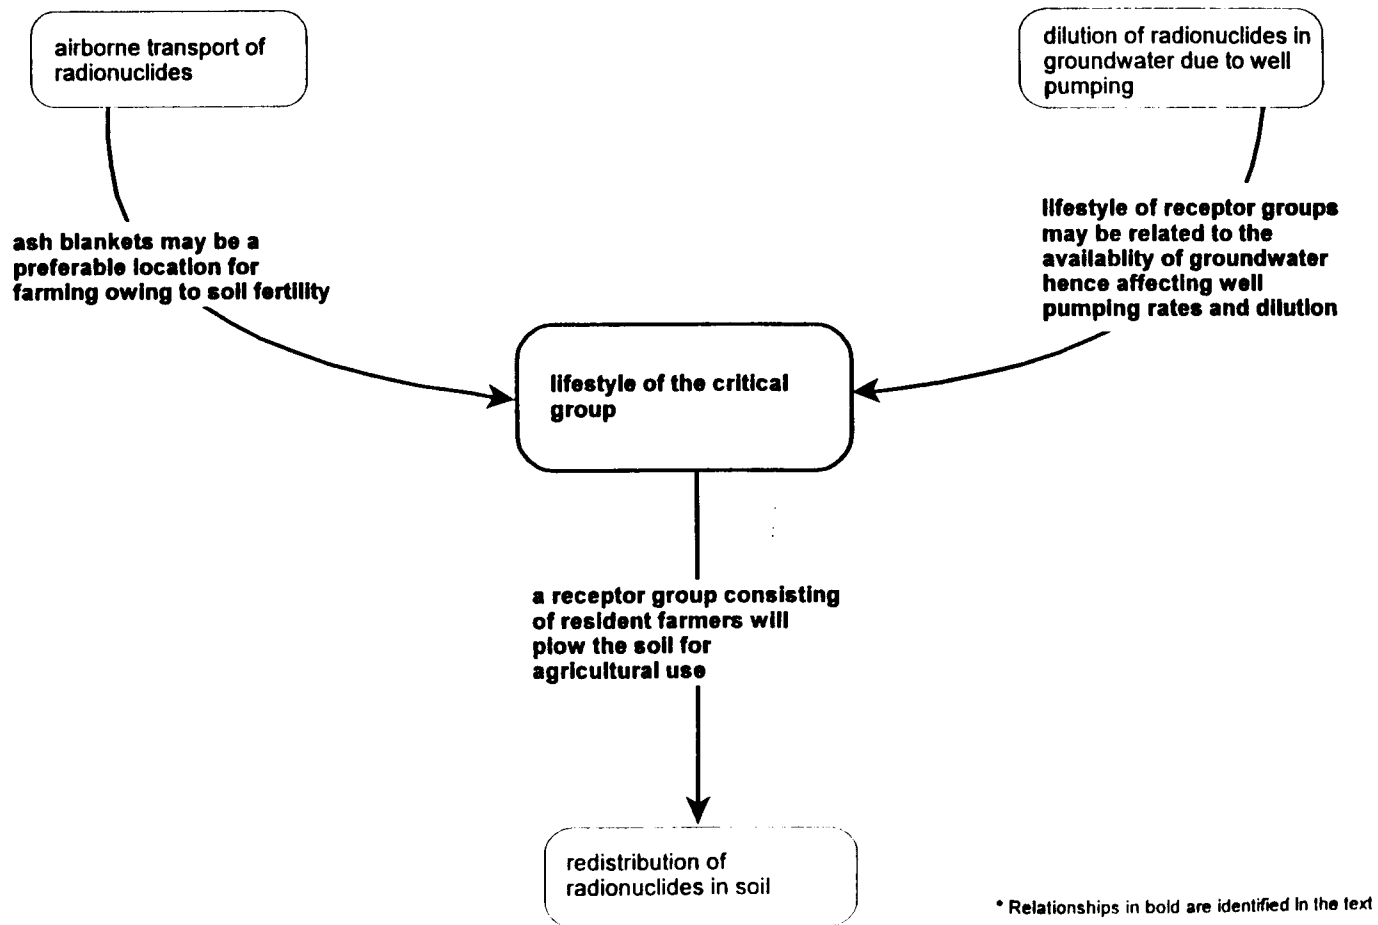 airborne transport of
radionuclides
dilution of radionuclides in
groundwater due to well
pumping
ash blankets may be a
preferable location for
farming owing to soil fertility
lifestyle of receptor groups
may be related to the
availablity of groundwater
hence affecting well
pumping rates and dilution
lifestyle of the critical
group
a receptor group consisting
of resident farmers will
plow the soil for
agricultural use
redistribution of
radionuclides in soil
* Relationships in bold are identified in the text